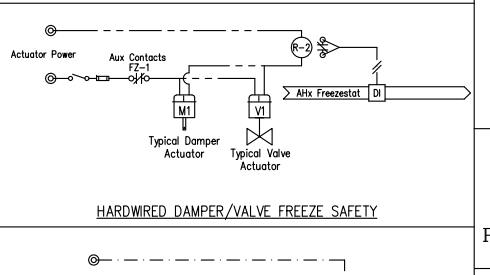 R-2
Actuator Power
Aux Contacts
FZ-1
AHx Freezestat
DI
M1
V1
Typical Damper
Actuator
Typical Valve
Actuator
HARDWIRED DAMPER/VALVE FREEZE SAFETY